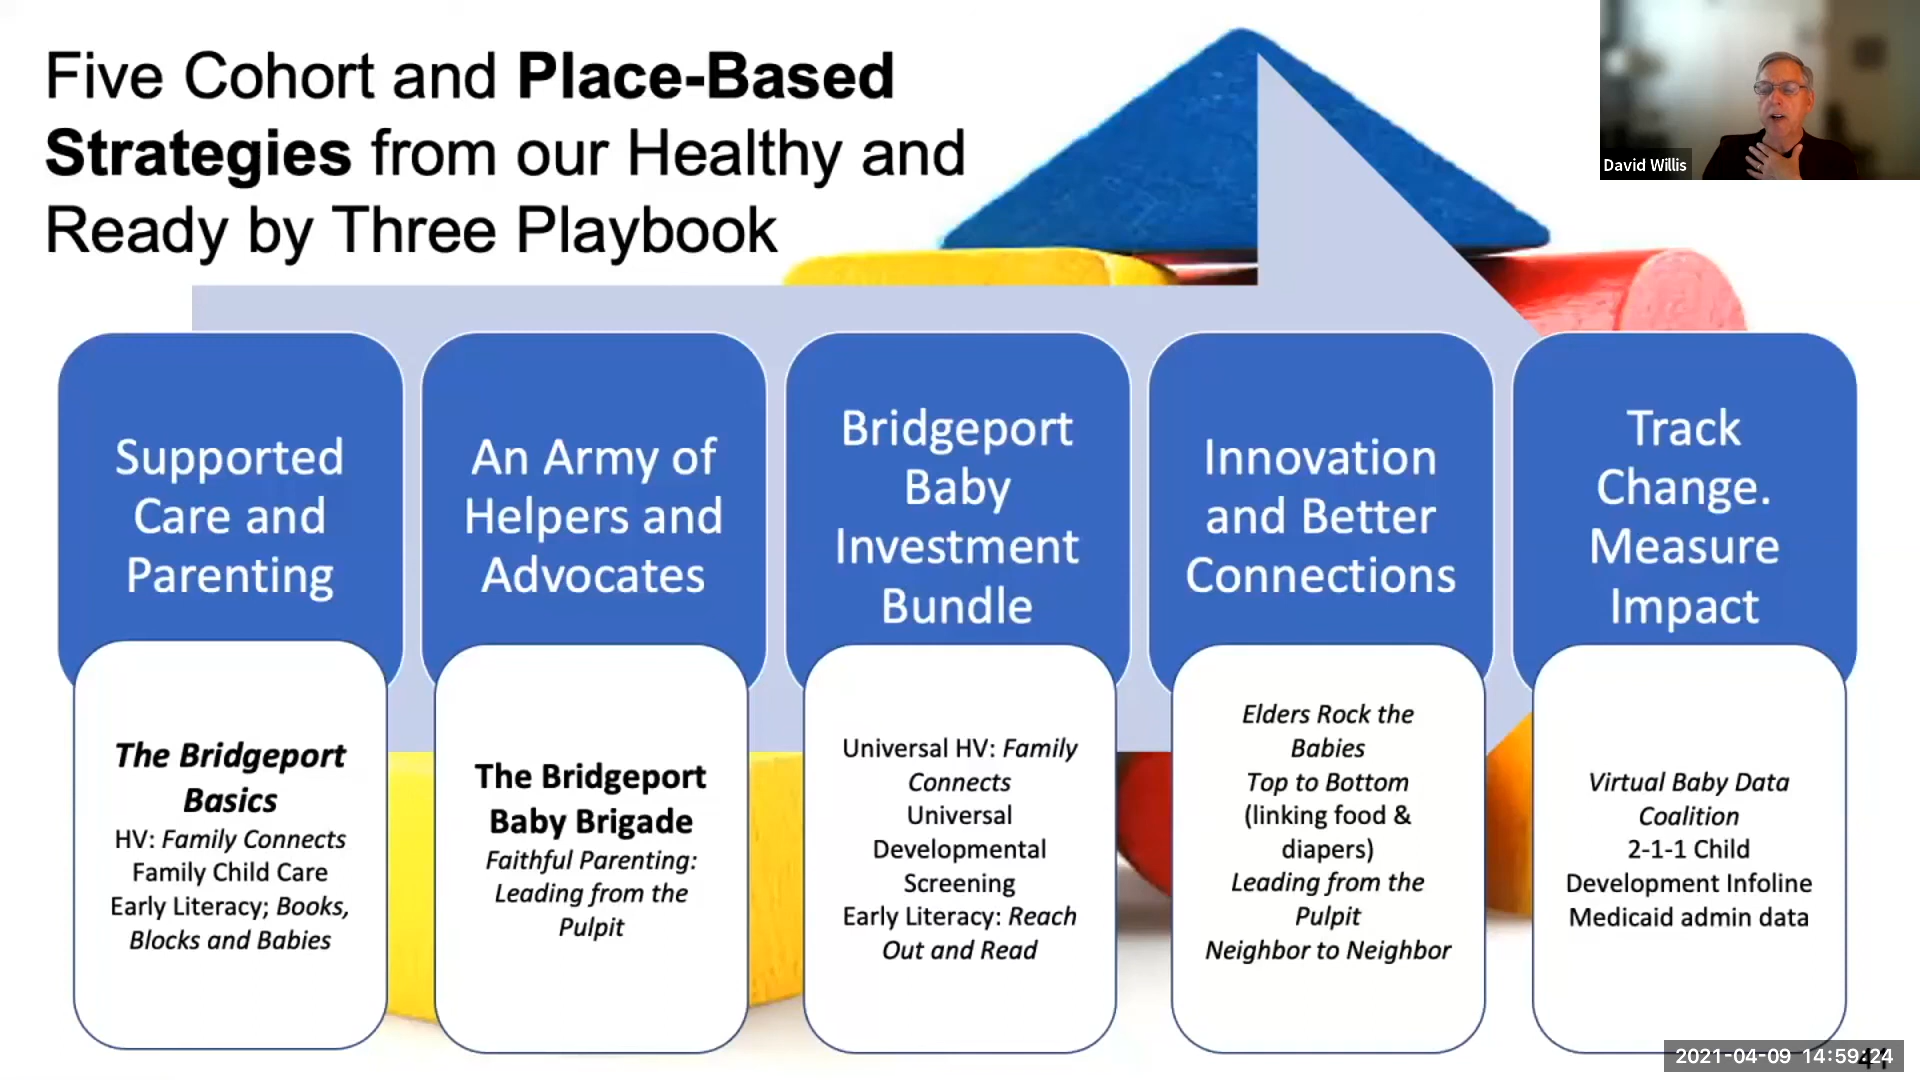 Five Cohort and Place-Based
Strategies from our Healthy and
Ready by Three Playbook
David Willis
Supported
Care and
Parenting
The Bridgeport
Basics
HV: Family Connects
Family Child Care
Early Literacy; Books,
Blocks and Babies
An Army of
Helpers and
Advocates
The Bridgeport
Baby Brigade
Faithful Parenting:
Leading from the
Pulpit
Bridgeport
Baby
Investment
Bundle
Universal HV: Family
Connects
Universal
Developmental
Screening
Early Literacy: Reach
Out and Read
Innovation
and Better
Connections
Elders Rock the
Babies
Top to Bottom
(linking food &
diapers)
Leading from the
Pulpit
Neighbor to Neighbor
Track
Change.
Measure
Impact
Virtual Baby Data
Coalition
2-1-1 Child
Development Infoline
Medicaid admin data
2021-04-09 14:59:24